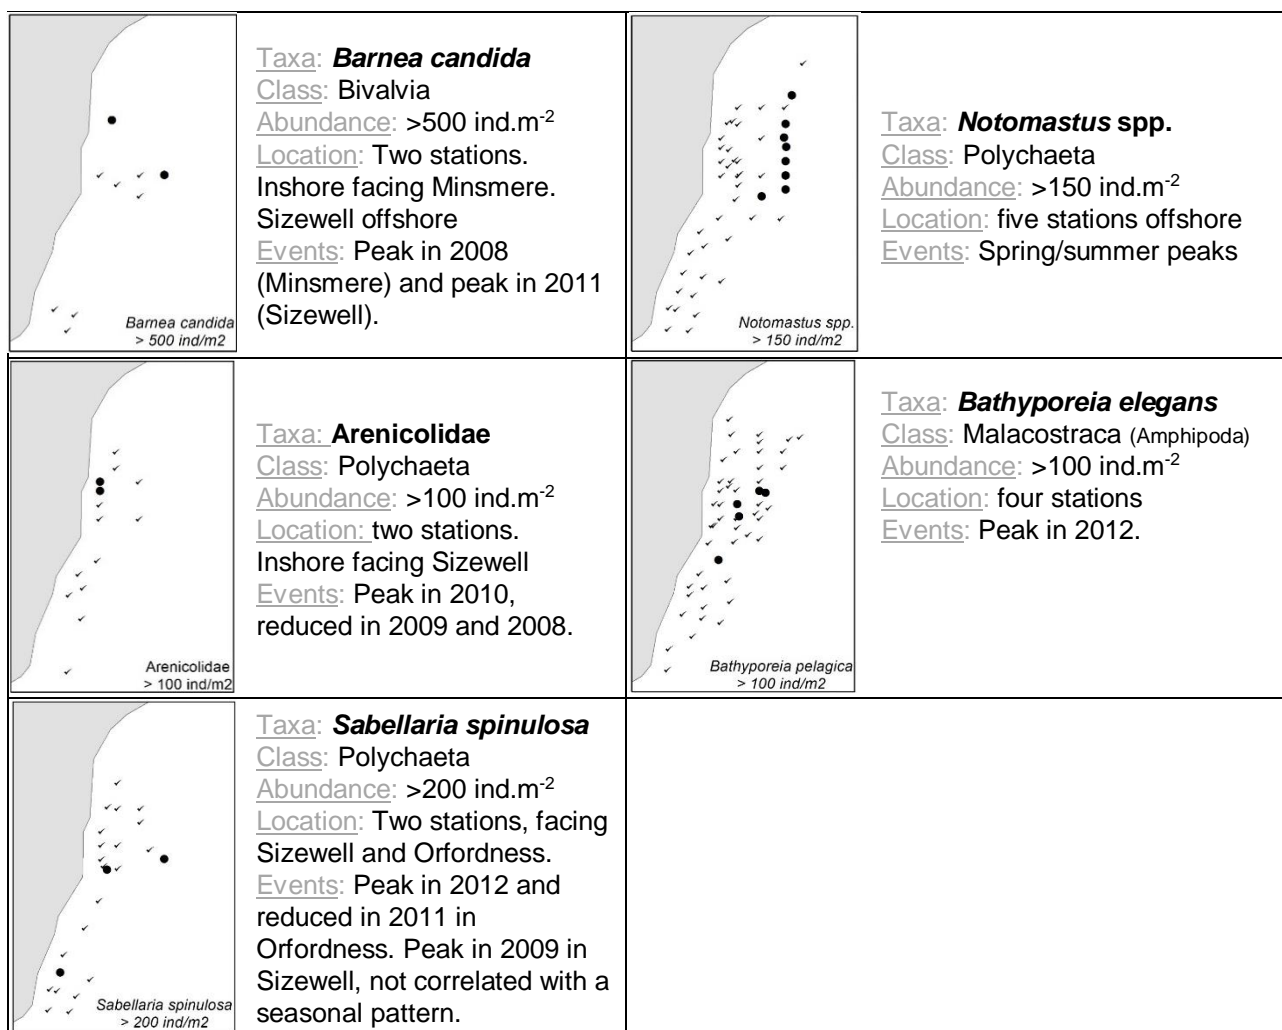 Barnea candida
> 500 ind/m2
Taxa: Barnea candida
Class: Bivalvia
Abundance: >500 ind.m-2
Location: Two stations.
Inshore facing Minsmere.
Sizewell offshore
Events: Peak in 2008
(Minsmere) and peak in 2011
(Sizewell).
Notomastus spp.
> 150 ind/m2
Taxa: Notomastus spp.
Class: Polychaeta
Abundance: >150 ind.m-2
Location: five stations offshore
Events: Spring/summer peaks
Arenicolidae
> 100 ind/m2
Taxa: Arenicolidae
Class: Polychaeta
Abundance: >100 ind.m-2
Location: two stations.
Inshore facing Sizewell
Events: Peak in 2010,
reduced in 2009 and 2008.
Bathyporeia pelagica
> 100 ind/m2
Taxa: Bathyporeia elegans
Class: Malacostraca (Amphipoda)
Abundance: >100 ind.m-2
Location: four stations
Events: Peak in 2012.
Sabellaria spinulosa
> 200 ind/m2
Taxa: Sabellaria spinulosa
Class: Polychaeta
Abundance: >200 ind.m-2
Location: Two stations, facing
Sizewell and Orfordness.
Events: Peak in 2012 and
reduced in 2011 in
Orfordness. Peak in 2009 in
Sizewell, not correlated with a
seasonal pattern.